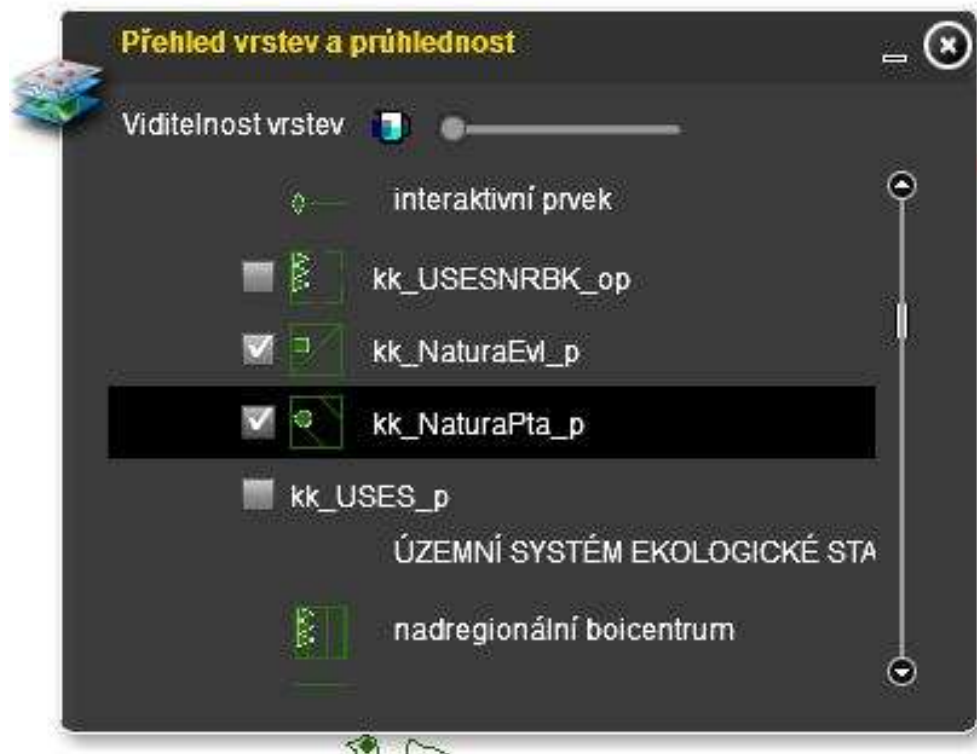 Přehled vrstev a průhlednost
Viditelnost vrstev
interaktivní prvek
kk_USESNRBK_op
kk_NaturaEvl_p
kk_NaturaPta_p
kk_USES_p
ÚZEMNÍ SYSTÉM EKOLOGICKÉ STA
nadregionální boicentrum